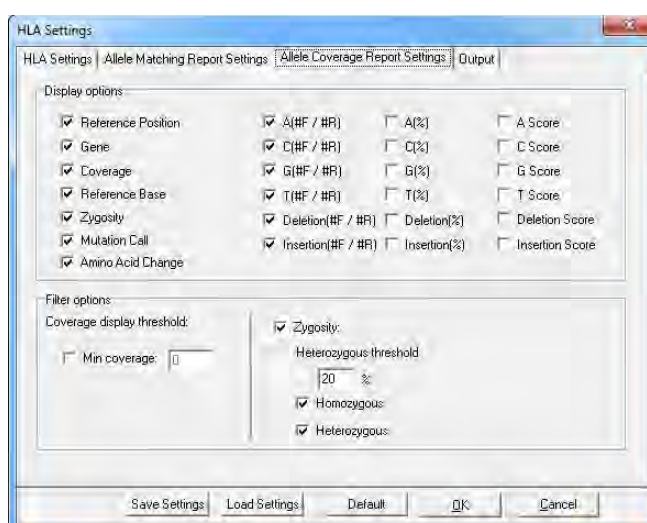 HLA Settings
HLA Settings Allele Matching Report Settings Allele Coverage Report Settings Output
Display options
Reference Position A(#F / #R) A(%) A Score
Gene C(#F / #R) C(%) C Score
Coverage G(#F / #R) G(%) G Score
Reference Base T(#F / #R) T(%) T Score
Zygosity Deletion(#F / #R) Deletion(%) Deletion Score
Mutation Call Insertion(#F / #R) Insertion(%) Insertion Score
Amino Acid Change
Filter options
Coverage display threshold:
Min coverage: 0
Zygosity:
Heterozygous threshold
20 %
Homozygous
Heterozygous
Save Settings Load Settings Default OK Cancel